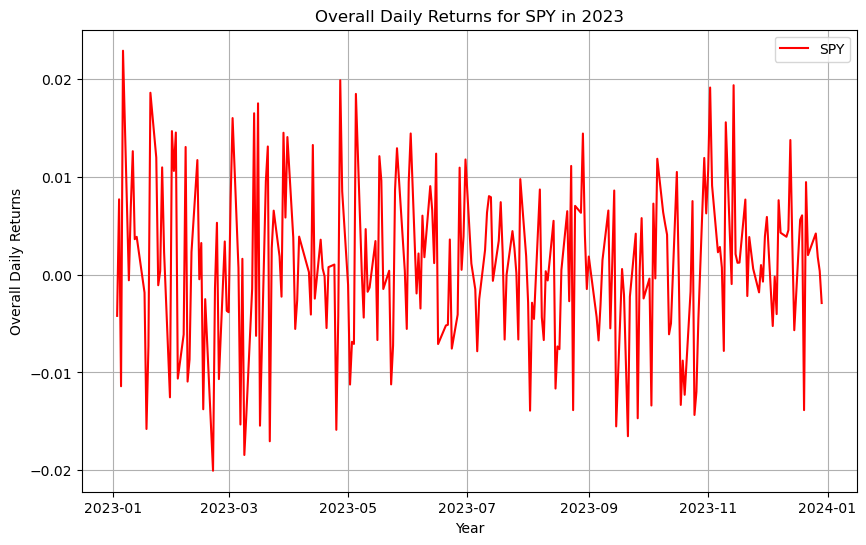 Overall Daily Returns for SPY in 2023
SPY
0.02
0.01
0.00
−0.01
−0.02
Overall Daily Returns
2023-01 2023-03 2023-05 2023-07 2023-09 2023-11 2024-01
Year